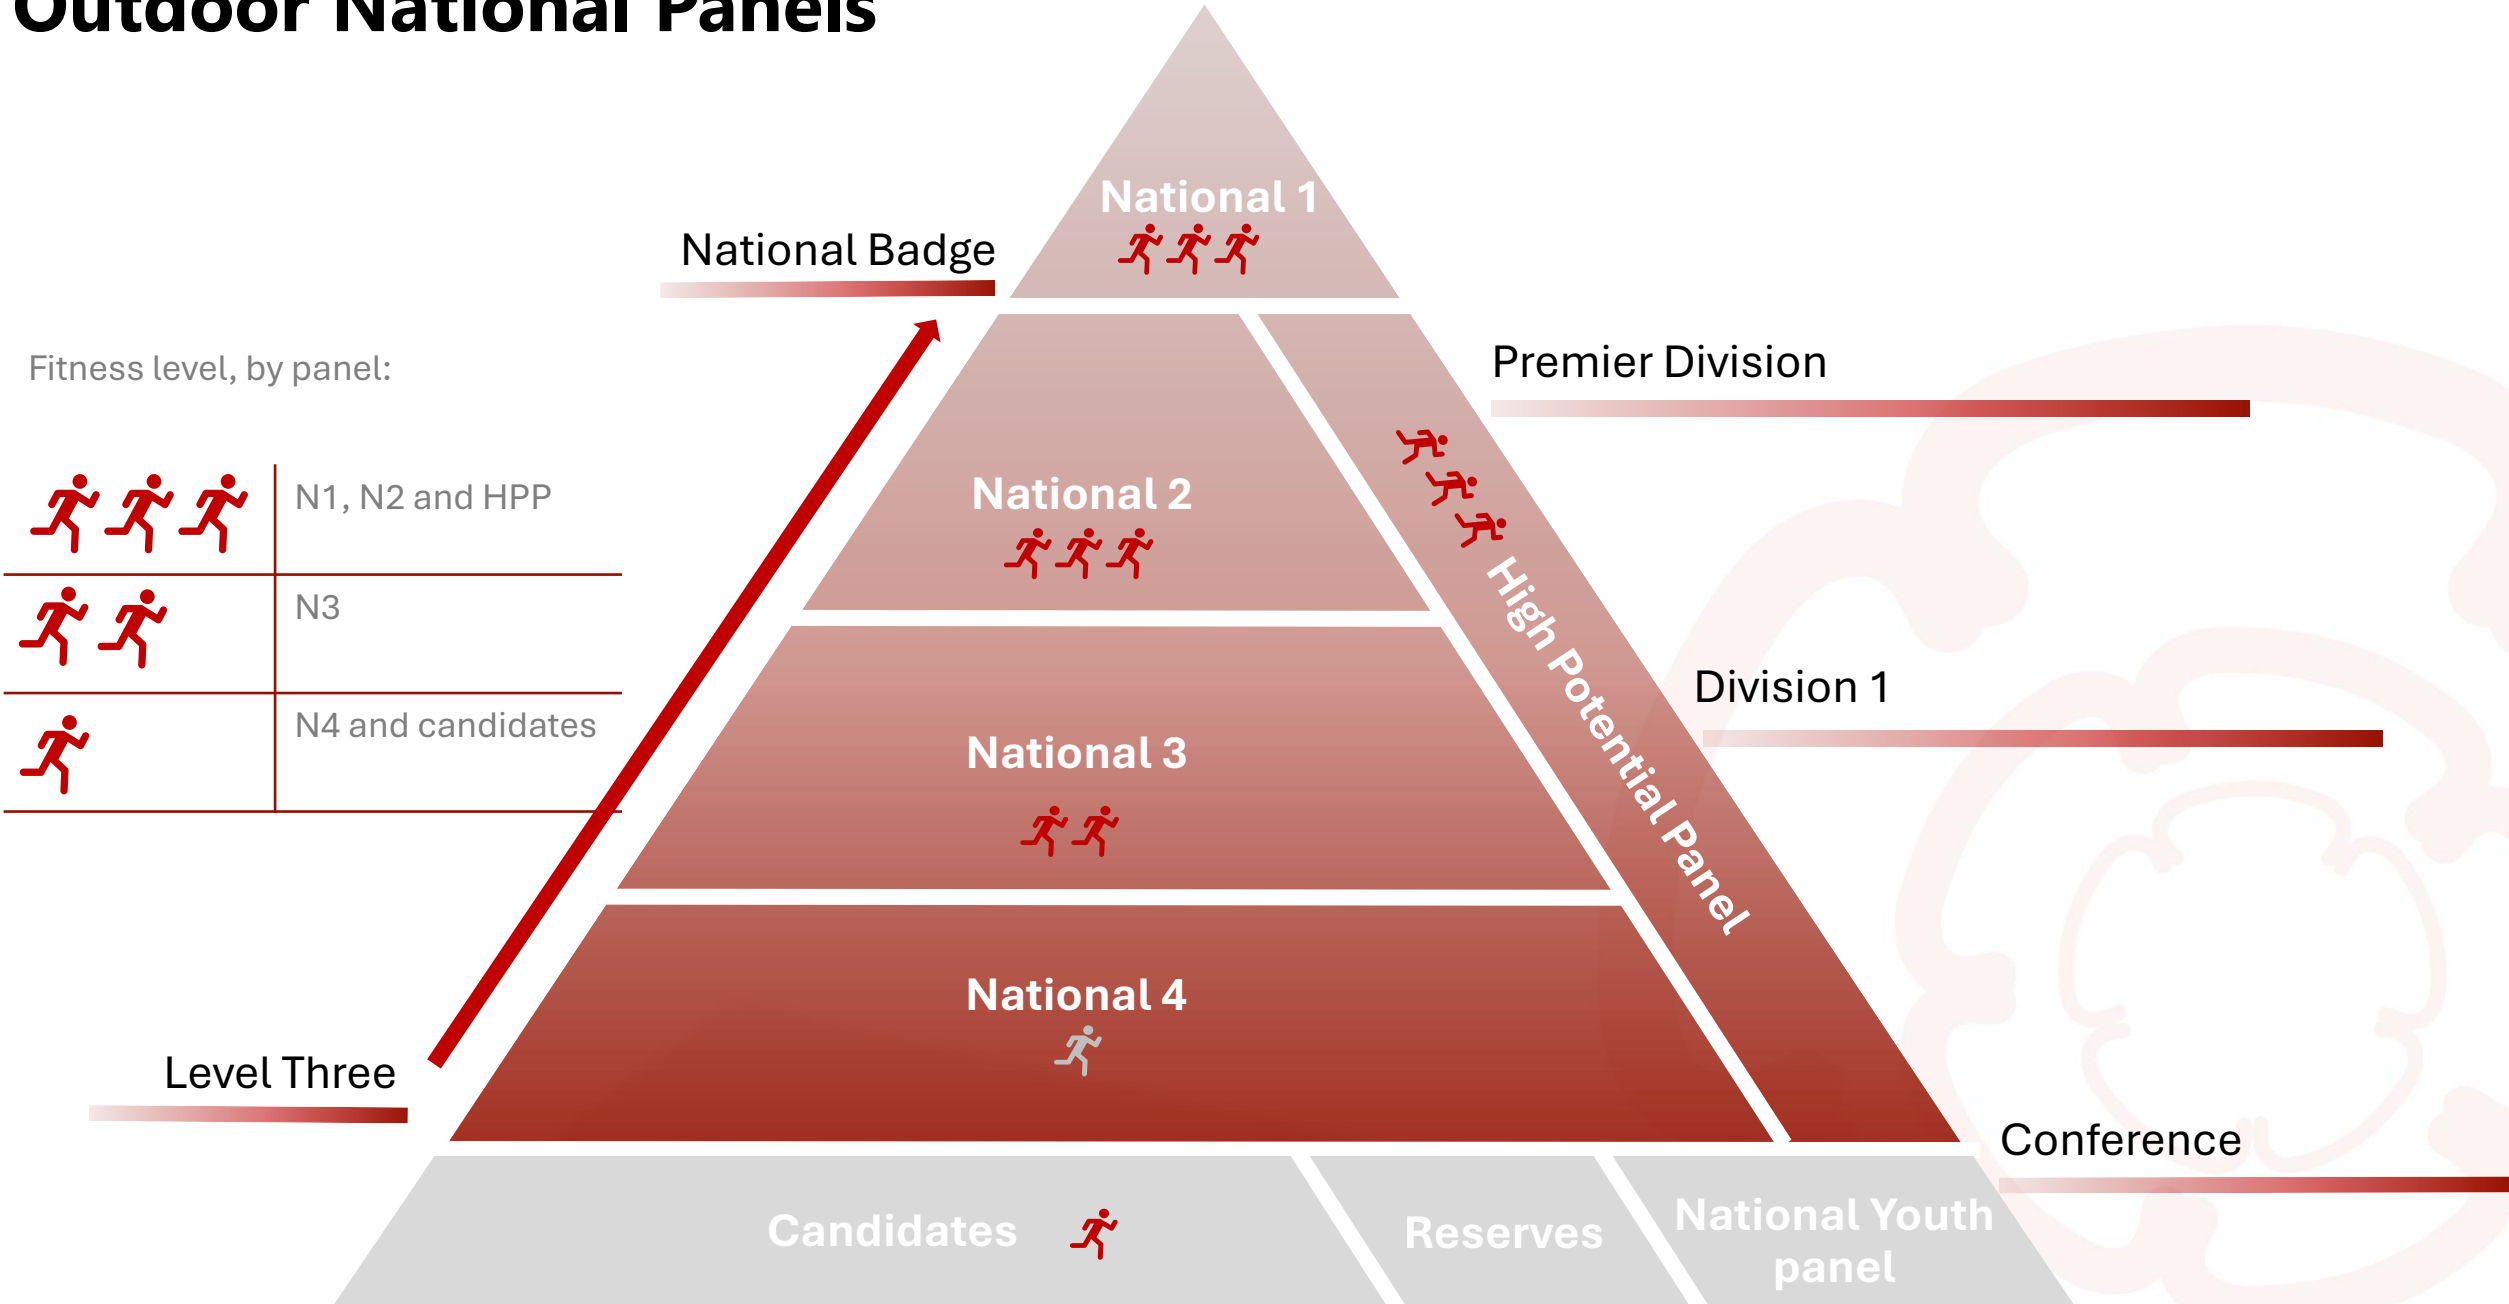 Outdoor National Panels
National 1
National Badge
Fitness level, by panel:
Premier Division
N1, N2 and HPP
National 2
N3
High Potential Panel
Division 1
N4 and candidates
National 3
National 4
Level Three
Conference
Candidates
Reserves
National Youth
panel